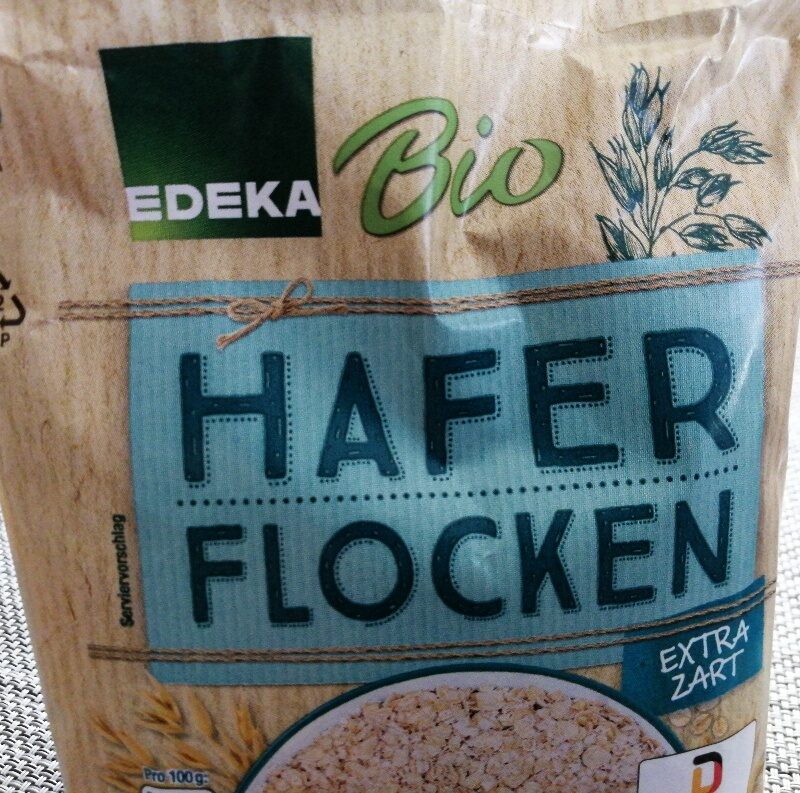 EDEKA
Bio
HAFER
FLOCKEN
EXTRA
ZART
Serviervorschlag
Pro 100 g: